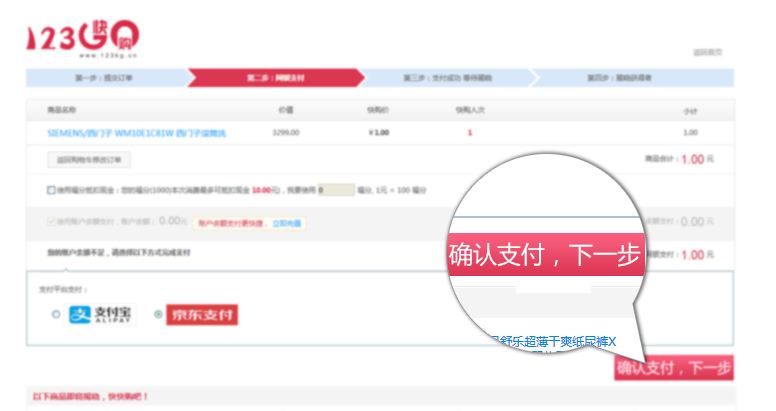 123快购GO
www.123kg.cn
返回首页
第一步：提交订单 第二步：网银支付 第三步：支付成功 等待揭晓 第四步：揭晓获得者
商品名称 价值 快购价 快购人次 小计
SIEMENS/西门子 WM10E1C81W 西门子滚筒洗 3299.00 ￥1.00 1 1.00
返回购物车修改订单 商品合计：1.00 元
使用福分抵扣现金：您的福分(1000)本次消费最多可抵扣现金 10.00元)，我要使用 0 福分, 1元 = 100 福分
使用账户余额支付，账户余额： 0.00元 账户余额支付更快捷，立即充值 余额支付：0.00 元
您的账户余额不足，请选择以下方式完成支付 网银支付：1.00 元
确认支付，下一步
支付平台支付：
支付宝 ALIPAY 京东支付
舒乐超薄干爽纸尿裤X
确认支付，下一步
以下商品即将揭晓，快快购吧！